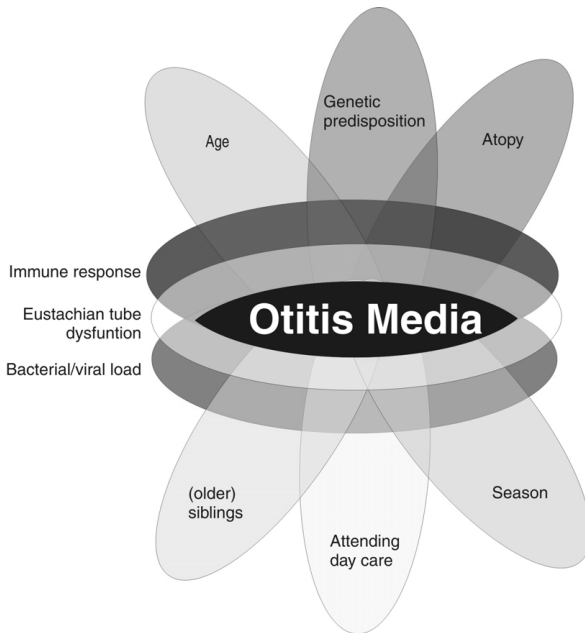 Genetic
predisposition
Age
Atopy
Immune response
Eustachian tube
dysfuntion
Otitis Media
Bacterial/viral load
(older)
siblings
Season
Attending
day care